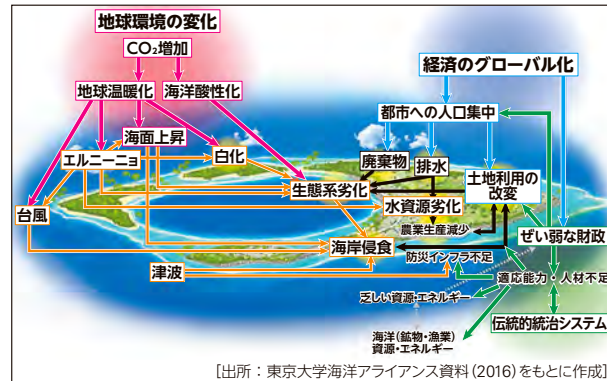 地球環境の変化
CO₂増加
経済のグローバル化
地球温暖化
海洋酸性化
都市への人口集中
海面上昇
エルニーニョ
白化
廃棄物
排水
生態系劣化
土地利用の
改変
台風
水資源劣化
農業生産減少
ぜい弱な財政
海岸侵食
防災インフラ不足
津波
適応能力・人材不足
乏しい資源・エネルギー
伝統的統治システム
海洋（鉱物・漁業）
資源・エネルギー
［出所：東京大学海洋アライアンス資料（2016）をもとに作成］